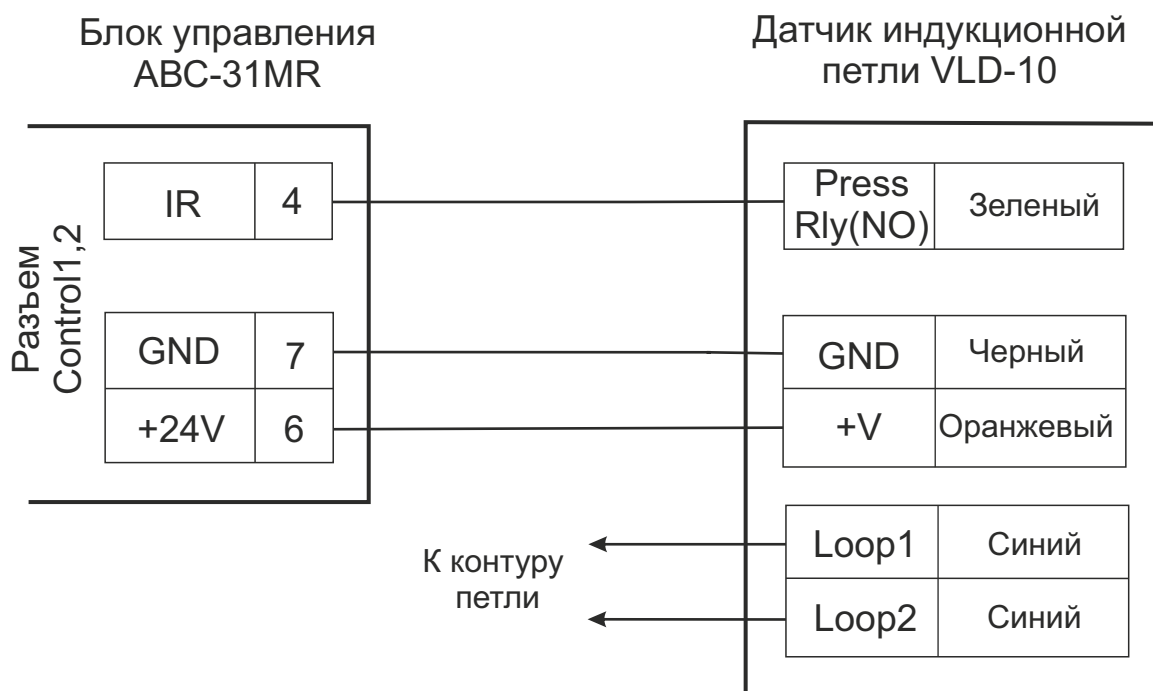 Блок управления
ABC-31MR
Датчик индукционной
петли VLD-10
Разъем
Control1,2
IR 4
GND 7
+24V 6
Press
Rly(NO)
Зеленый
GND Черный
+V Оранжевый
Loop1 Синий
Loop2 Синий
К контуру
петли